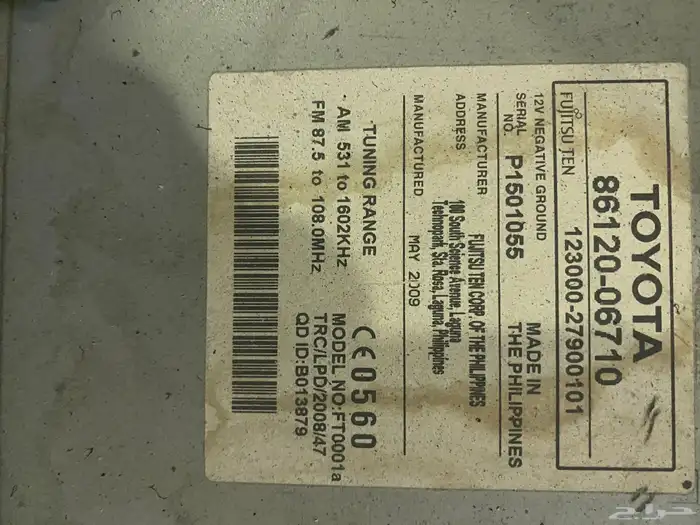 TOYOTA
86120-06710
FUJITSU TEN 123000-27900101
12V NEGATIVE GROUND
SERIAL NO. P1501055
MADE IN THE PHILIPPINES
MANUFACTURER FUJITSU TEN CORP OF THE PHILIPPINES
ADDRESS 100 South Science Avenue, Laguna
Technopark, Sta. Rosa, Laguna, Philippines
MANUFACTURED MAY 2009
TUNING RANGE
· AM 531 to 1602KHz
FM 87.5 to 108.0MHz
CE0560
MODEL NO:FT0001a
TRC/LPD/2008/47
QD ID:B013879
حراج